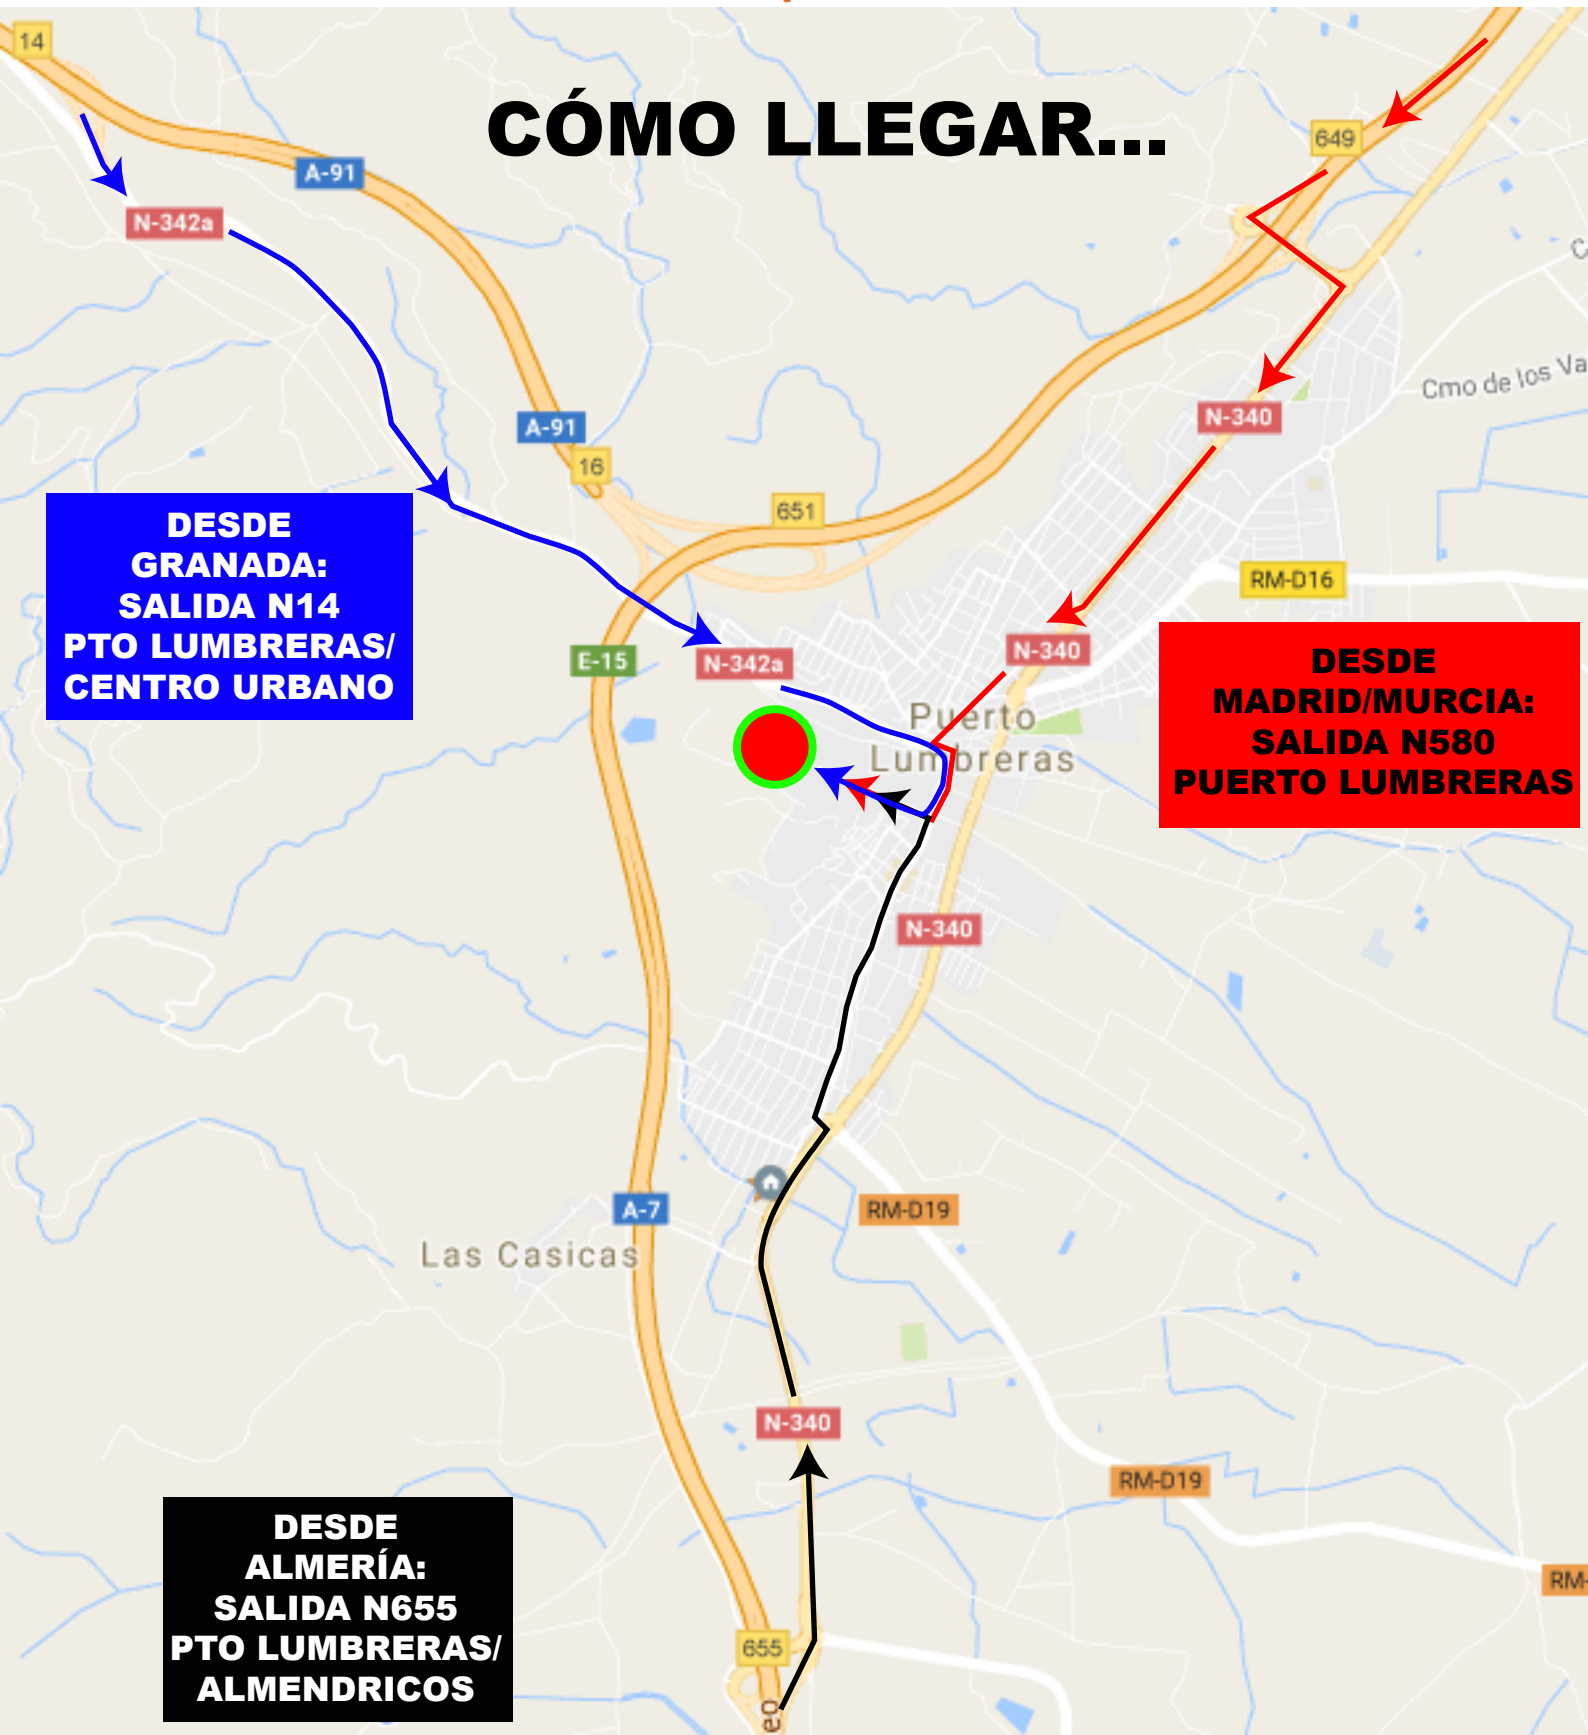 14
CÓMO LLEGAR...
649
A-91
N-342a
Cmo de los Va
N-340
A-91
16
651
DESDE
GRANADA:
SALIDA N14
PTO LUMBRERAS/
CENTRO URBANO
RM-D16
E-15
N-342a
N-340
DESDE
MADRID/MURCIA:
SALIDA N580
PUERTO LUMBRERAS
Puerto
Lumbreras
N-340
A-7
RM-D19
Las Casicas
N-340
RM-D19
DESDE
ALMERÍA:
SALIDA N655
PTO LUMBRERAS/
ALMENDRICOS
RM-
655